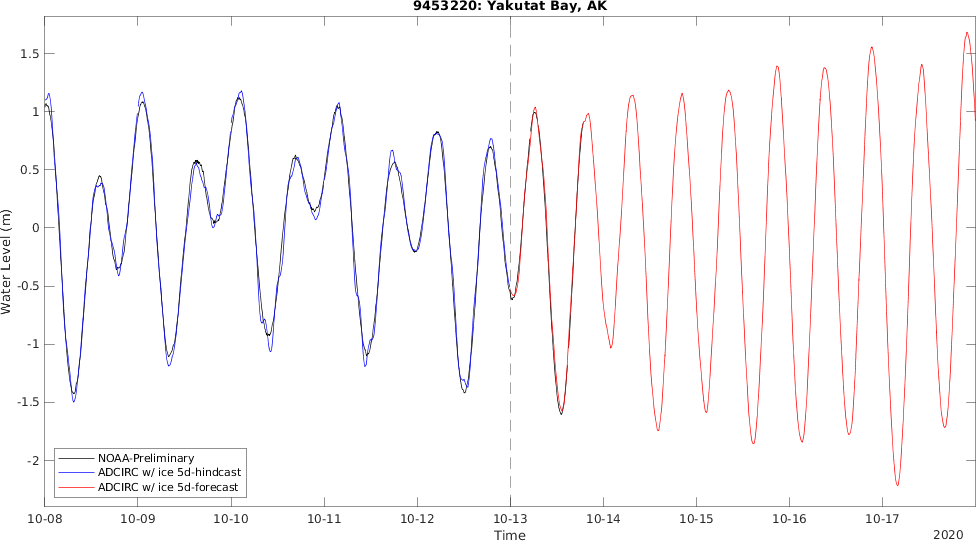 9453220: Yakutat Bay, AK
Water Level (m)
1.5
1
0.5
0
-0.5
-1
-1.5
-2
NOAA-Preliminary
ADCIRC w/ ice 5d-hindcast
ADCIRC w/ ice 5d-forecast
10-08 10-09 10-10 10-11 10-12 10-13 10-14 10-15 10-16 10-17
Time
2020